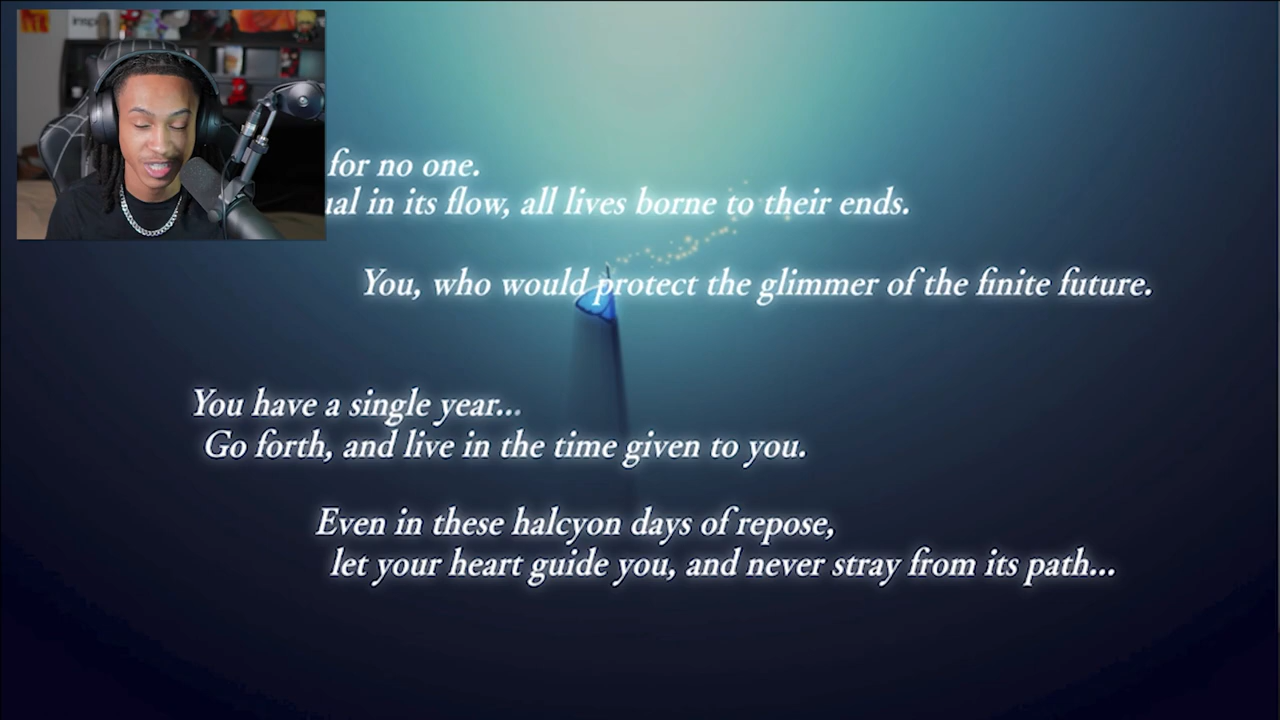 for no one.
in its flow, all lives borne to their ends.
You, who would protect the glimmer of the finite future.
You have a single year...
Go forth, and live in the time given to you.
Even in these halcyon days of repose,
let your heart guide you, and never stray from its path...